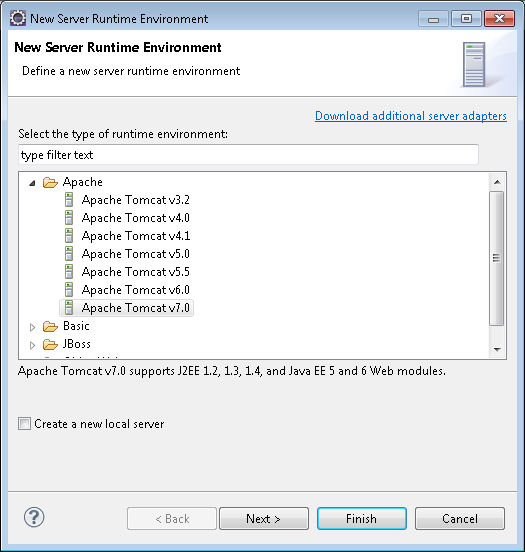 New Server Runtime Environment
New Server Runtime Environment
Define a new server runtime environment
Download additional server adapters
Select the type of runtime environment:
type filter text
Apache
Apache Tomcat v3.2
Apache Tomcat v4.0
Apache Tomcat v4.1
Apache Tomcat v5.0
Apache Tomcat v5.5
Apache Tomcat v6.0
Apache Tomcat v7.0
Basic
JBoss
Apache Tomcat v7.0 supports J2EE 1.2, 1.3, 1.4, and Java EE 5 and 6 Web modules.
Create a new local server
? < Back Next > Finish Cancel